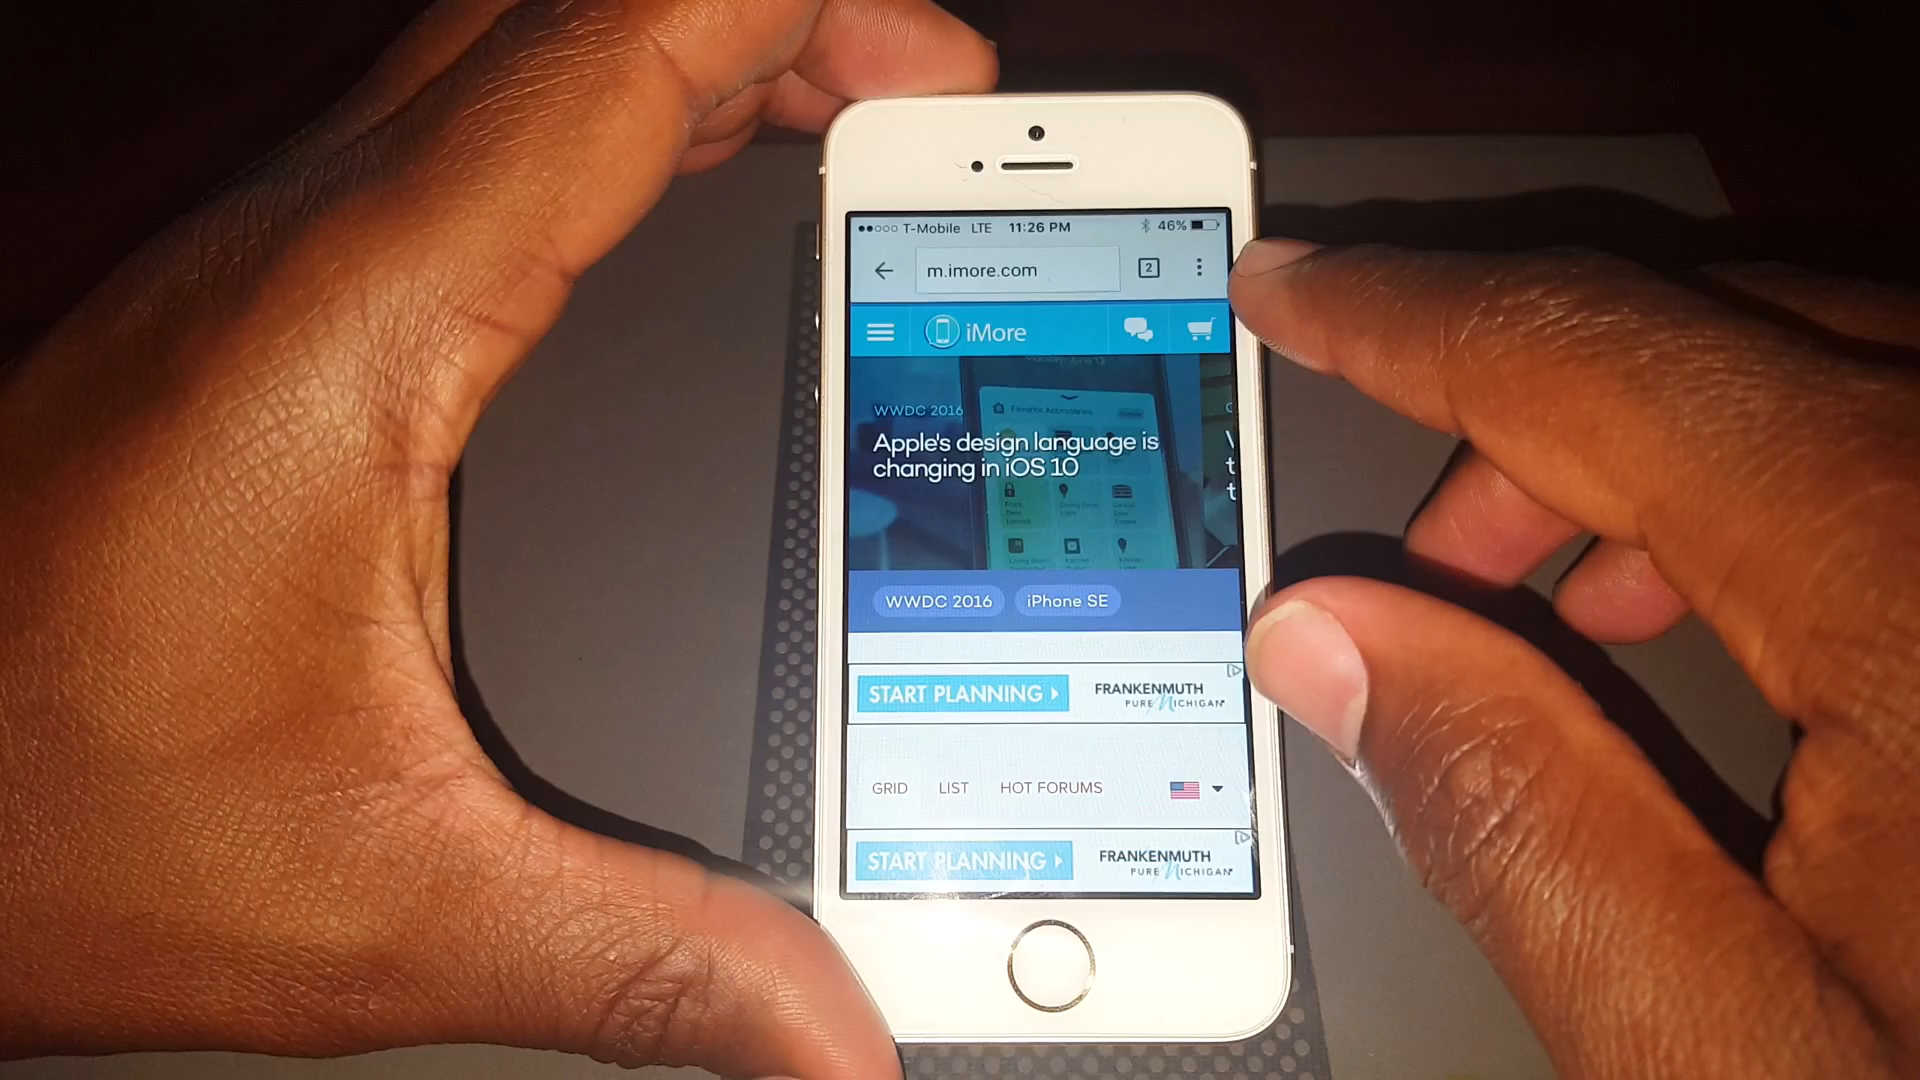 T-Mobile LTE 11:26 PM 46%
m.imore.com 2
iMore
Favorite Accessories
WWDC 2016
Apple's design language is
changing in iOS 10
WWDC 2016 iPhone SE
START PLANNING FRANKENMUTH
PURE MICHIGAN
GRID LIST HOT FORUMS
START PLANNING FRANKENMUTH
PURE MICHIGAN